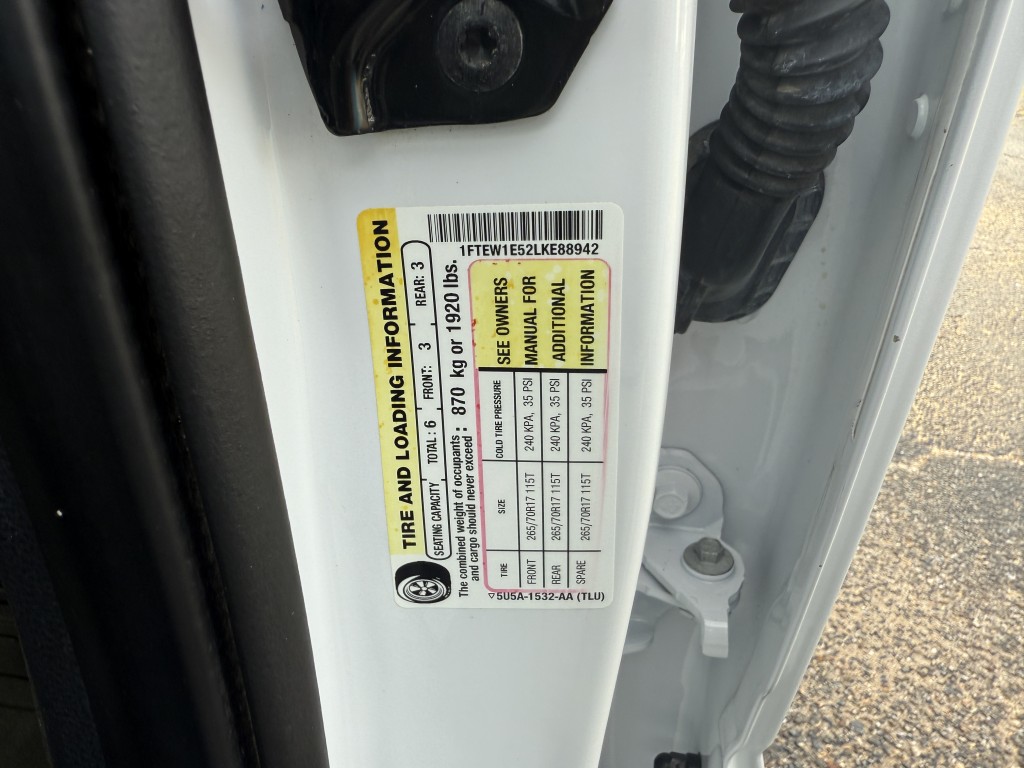 TIRE AND LOADING INFORMATION
SEATING CAPACITY TOTAL : 6 FRONT: 3 REAR: 3
The combined weight of occupants and cargo should never exceed : 870 kg or 1920 lbs.
TIRE SIZE COLD TIRE PRESSURE
FRONT 265/70R17 115T 240 KPA, 35 PSI
REAR 265/70R17 115T 240 KPA, 35 PSI
SPARE 265/70R17 115T 240 KPA, 35 PSI
SEE OWNERS
MANUAL FOR
ADDITIONAL
INFORMATION
1FTEW1E52LKE88942
5U5A-1532-AA (TLU)